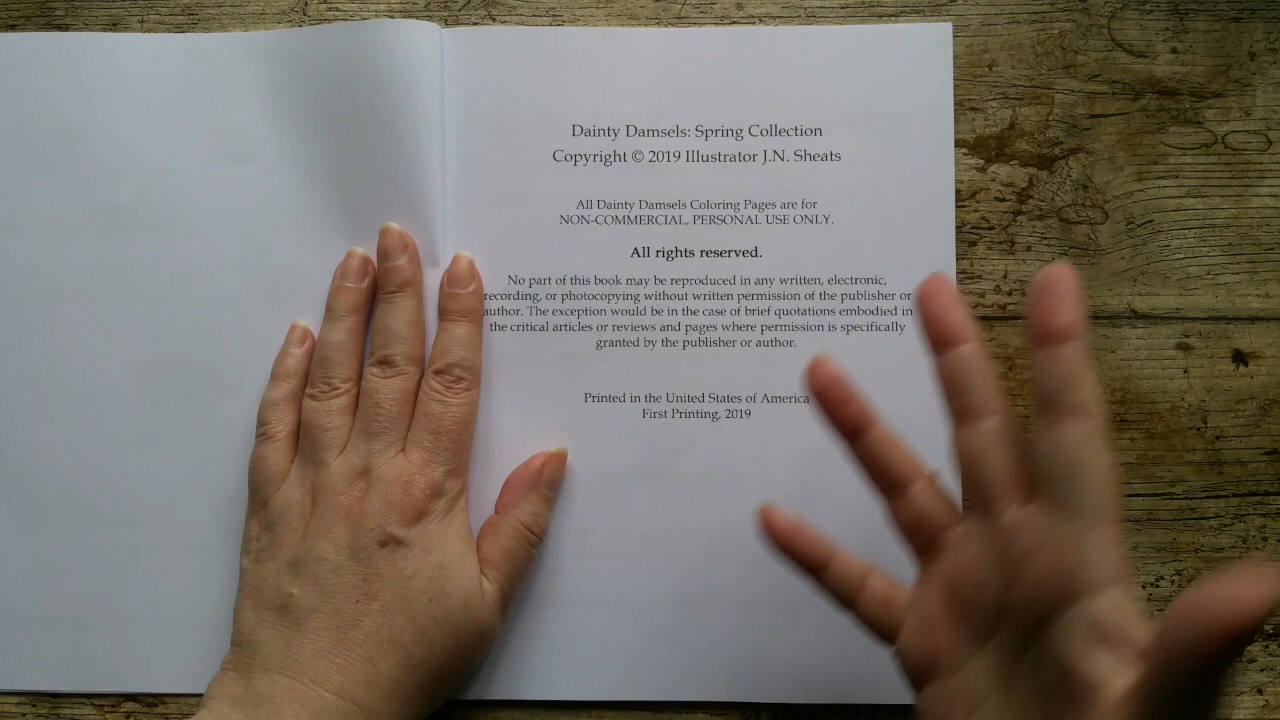 Dainty Damsels: Spring Collection
Copyright © 2019 Illustrator J.N. Sheats
All Dainty Damsels Coloring Pages are for
NON-COMMERCIAL, PERSONAL USE ONLY.
All rights reserved.
No part of this book may be reproduced in any written, electronic,
recording, or photocopying without written permission of the publisher or
author. The exception would be in the case of brief quotations embodied in
the critical articles or reviews and pages where permission is specifically
granted by the publisher or author.
Printed in the United States of America
First Printing, 2019